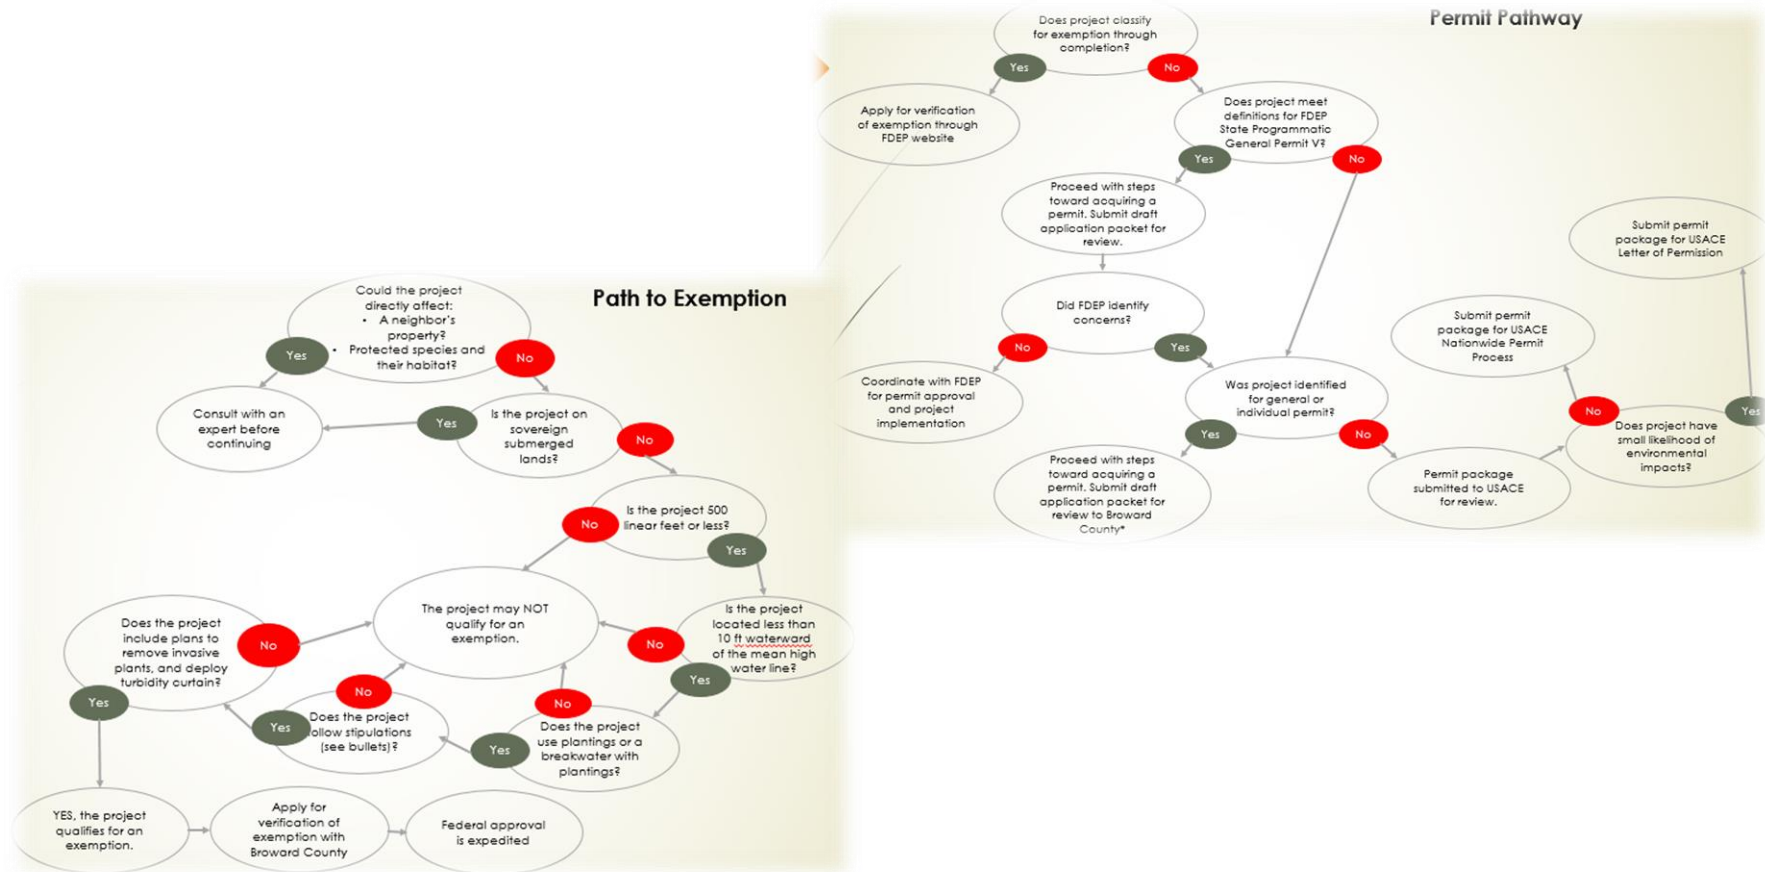 Path to Exemption
Could the project
directly affect:
• A neighbor's
property?
• Protected species and
their habitat?
Yes
No
Consult with an
expert before
continuing
Yes
Is the project on
sovereign
submerged
lands?
No
Is the project 500
linear feet or less?
No
Yes
The project may NOT
qualify for an
exemption.
Is the project
located less than
10 ft waterward
of the mean high
water line?
No
Yes
Does the project
include plans to
remove invasive
plants, and deploy
turbidity curtain?
No
Yes
No
Yes
Does the project
ollow stipulations
(see bullets)?
No
Yes
Does the project
use plantings or a
breakwater with
plantings?
YES, the project
qualifies for an
exemption.
Apply for
verification of
exemption with
Broward County
Federal approval
is expedited
Permit Pathway
Does project classify
for exemption through
completion?
Yes
No
Apply for verification
of exemption through
FDEP website
Does project meet
definitions for FDEP
State Programmatic
General Permit V?
Yes
No
Proceed with steps
toward acquiring a
permit. Submit draft
application packet for
review.
Did FDEP identify
concerns?
No
Yes
Coordinate with FDEP
for permit approval
and project
implementation
Was project identified
for general or
individual permit?
Yes
No
Proceed with steps
toward acquiring a
permit. Submit draft
application packet for
review to Broward
County*
Permit package
submitted to USACE
for review.
Does project have
small likelihood of
environmental
impacts?
No
Yes
Submit permit
package for USACE
Nationwide Permit
Process
Submit permit
package for USACE
Letter of Permission